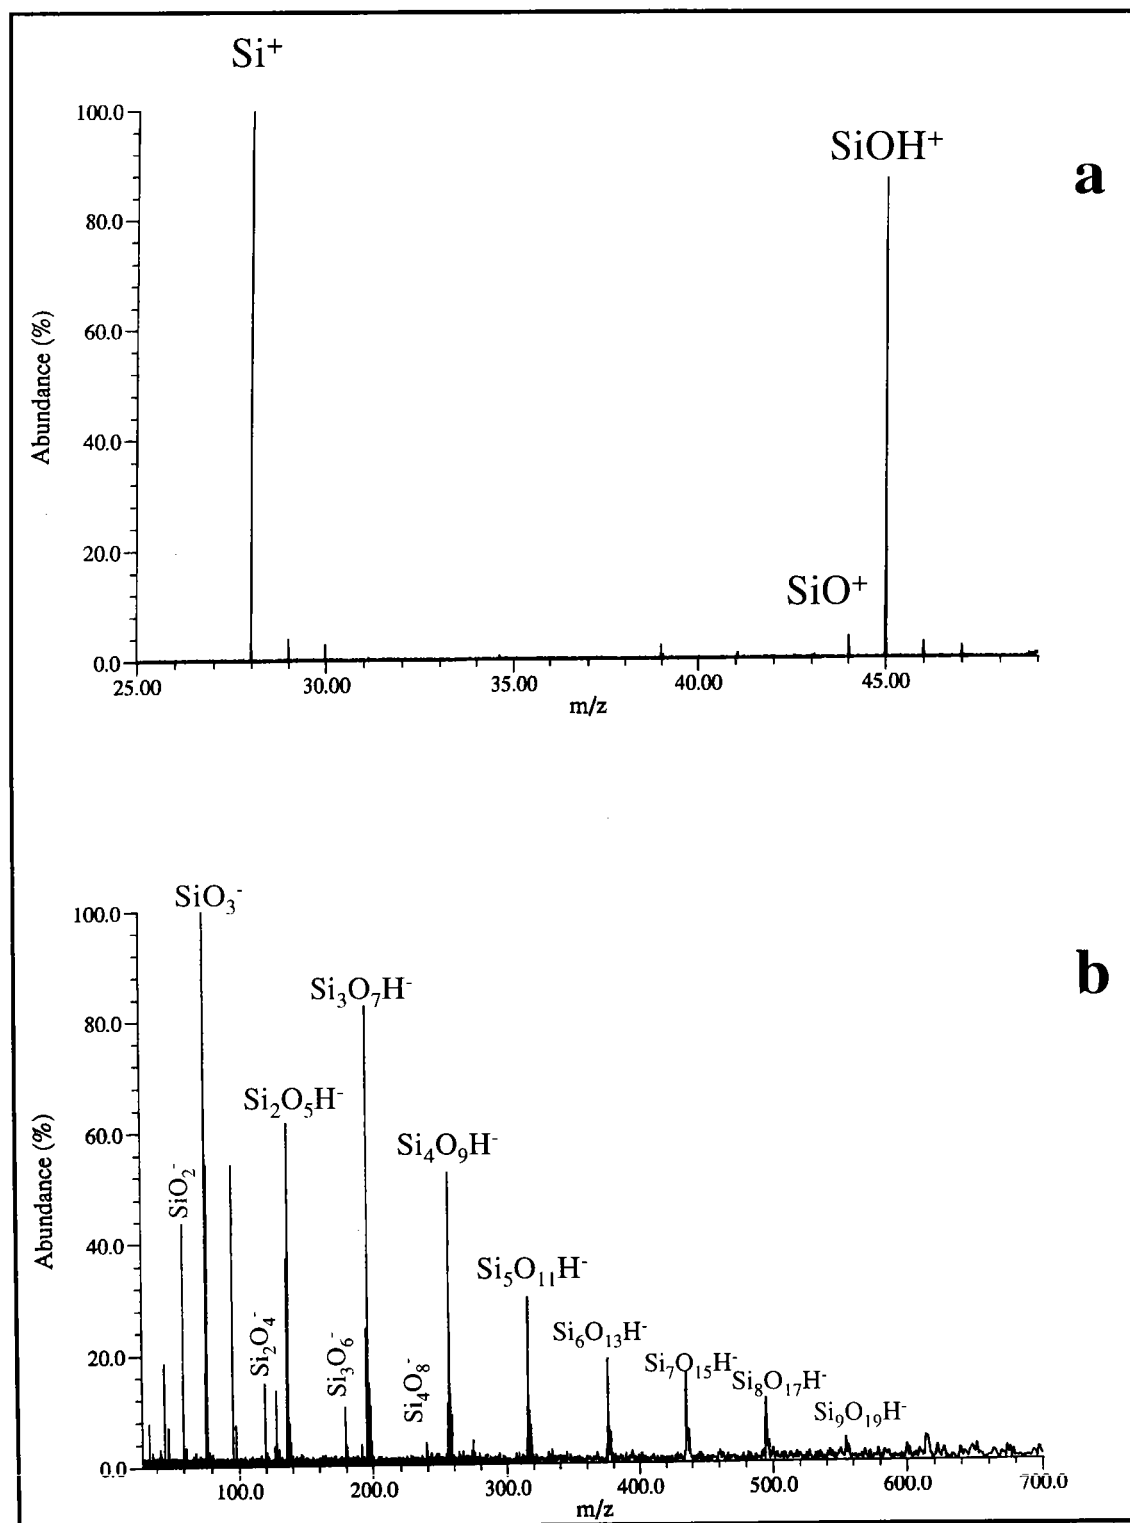 Si⁺
100.0
SiOH⁺
a
80.0
Abundance (%)
60.0
40.0
20.0
SiO⁺
0.0
25.00 30.00 35.00 40.00 45.00
m/z
SiO₃⁻
100.0
b
Si₃O₇H⁻
80.0
Si₂O₅H⁻
Abundance (%)
60.0
Si₄O₉H⁻
SiO₂⁻
40.0
Si₅O₁₁H⁻
Si₆O₁₃H⁻
20.0
Si₂O₄⁻
Si₃O₆⁻
Si₄O₈⁻
Si₇O₁₅H⁻
Si₈O₁₇H⁻
Si₉O₁₉H⁻
0.0
100.0 200.0 300.0 400.0 500.0 600.0 700.0
m/z